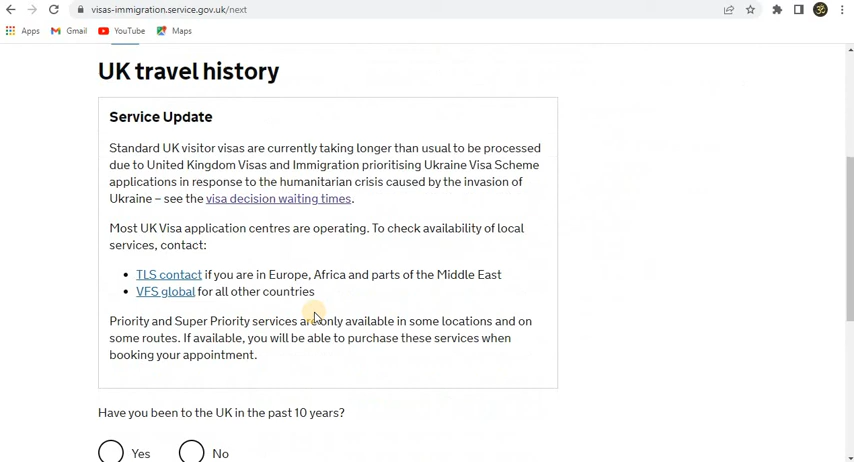 visas-immigration.service.gov.uk/next
Apps Gmail YouTube Maps
UK travel history
Service Update
Standard UK visitor visas are currently taking longer than usual to be processed
due to United Kingdom Visas and Immigration prioritising Ukraine Visa Scheme
applications in response to the humanitarian crisis caused by the invasion of
Ukraine – see the visa decision waiting times.
Most UK Visa application centres are operating. To check availability of local
services, contact:
• TLS contact if you are in Europe, Africa and parts of the Middle East
• VFS global for all other countries
Priority and Super Priority services are only available in some locations and on
some routes. If available, you will be able to purchase these services when
booking your appointment.
Have you been to the UK in the past 10 years?
Yes No